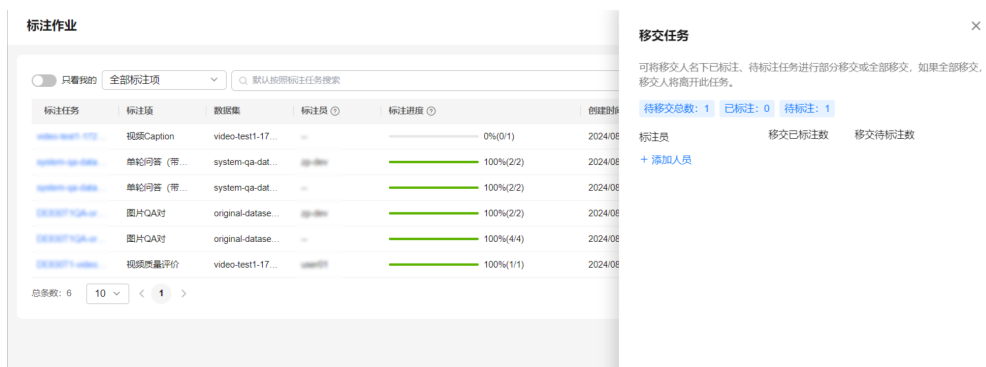 标注作业
只看我的 全部标注项 默认按照标注任务搜索
标注任务 标注项 数据集 标注员 标注进度 创建时间
视频Caption video-test1-17... 0%(0/1) 2024/08
单轮问答（带... system-qa-dat... 100%(2/2) 2024/08
单轮问答（带... system-qa-dat... -- 100%(2/2) 2024/08
图片QA对 original-datase... 100%(2/2) 2024/08
图片QA对 original-datase... -- 100%(4/4) 2024/08
视频质量评价 video-test1-17... 100%(1/1) 2024/08
总条数：6 10 1
移交任务
可将移交人名下已标注、待标注任务进行部分移交或全部移交，如果全部移交，
移交人将离开此任务。
待移交总数：1 已标注：0 待标注：1
标注员 移交已标注数 移交待标注数
+ 添加人员